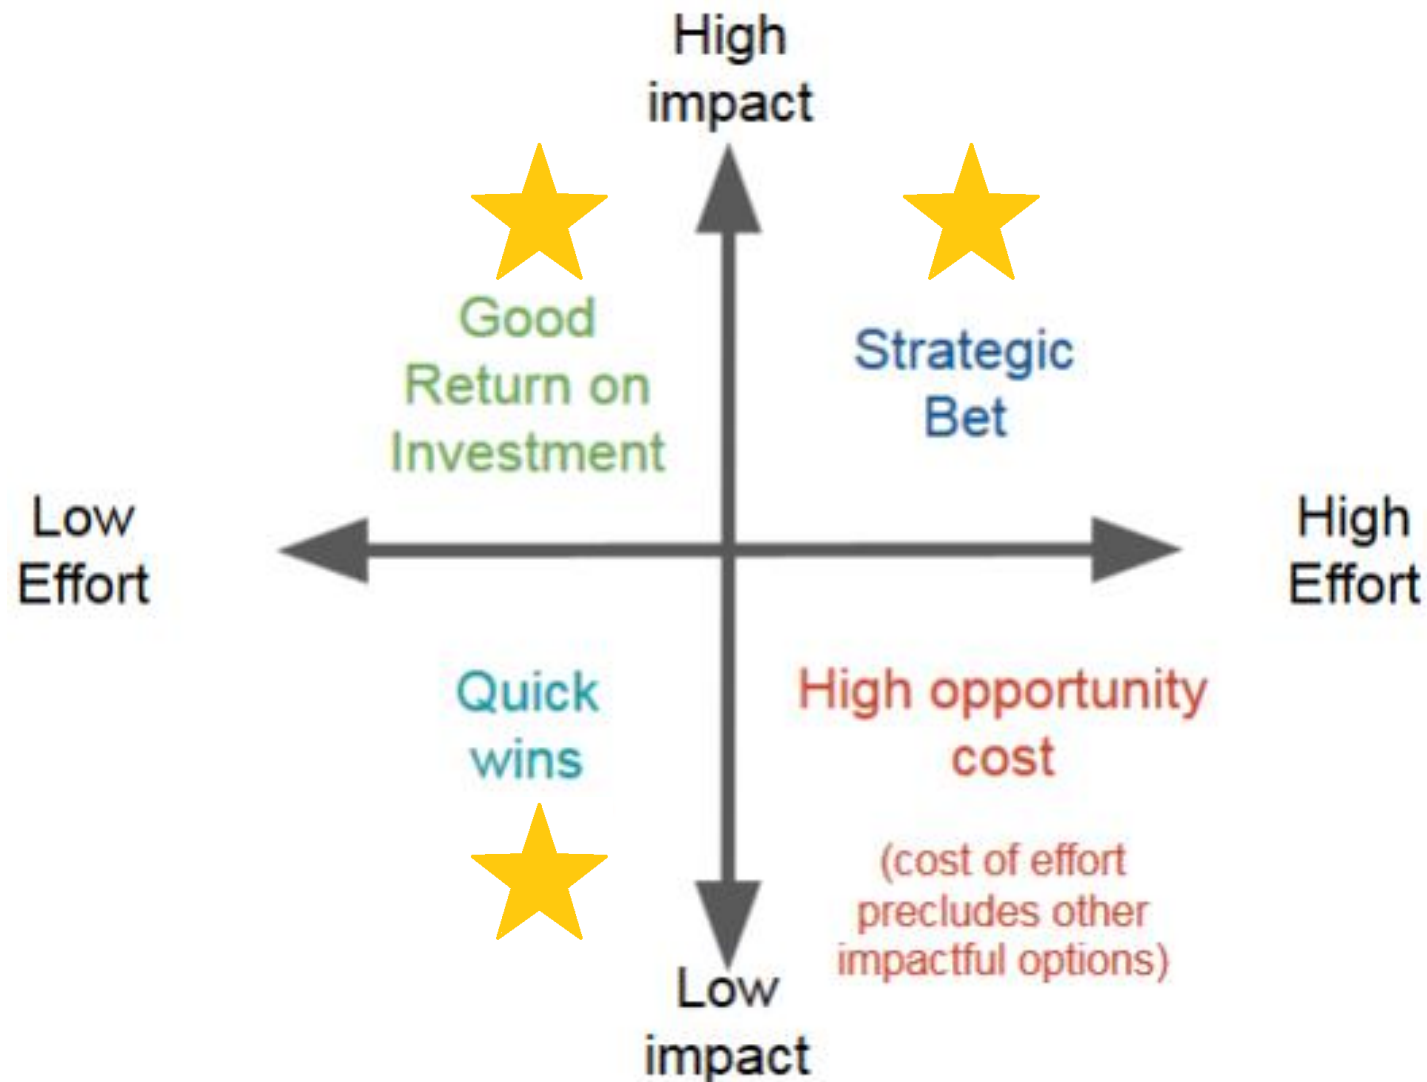 High
impact
Good
Return on
Investment
Strategic
Bet
Low
Effort
High
Effort
Quick
wins
High opportunity
cost
(cost of effort
precludes other
impactful options)
Low
impact